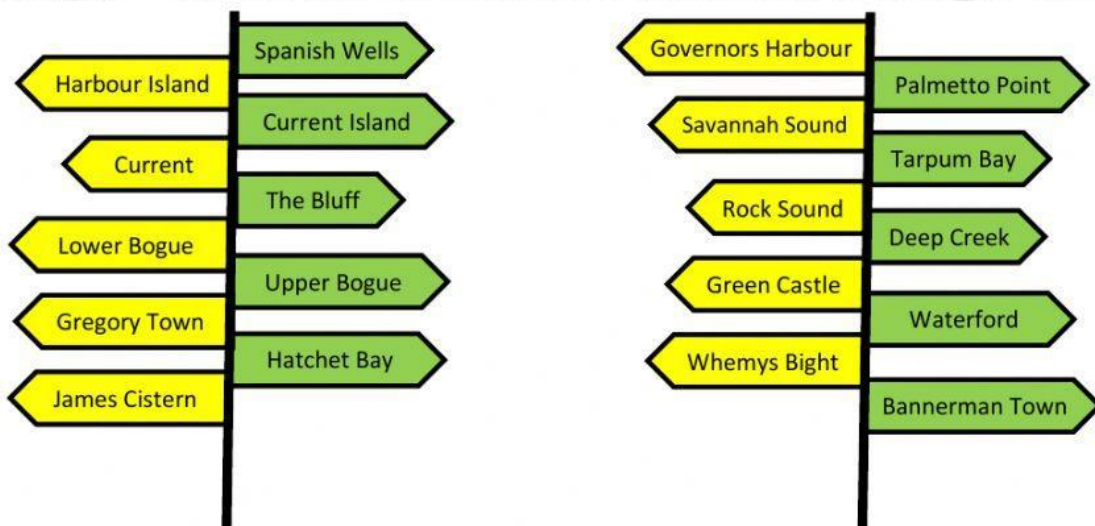 Spanish Wells
Harbour Island
Current Island
Current
The Bluff
Lower Bogue
Upper Bogue
Gregory Town
Hatchet Bay
James Cistern
Governors Harbour
Palmetto Point
Savannah Sound
Tarpum Bay
Rock Sound
Deep Creek
Green Castle
Waterford
Whemys Bight
Bannerman Town